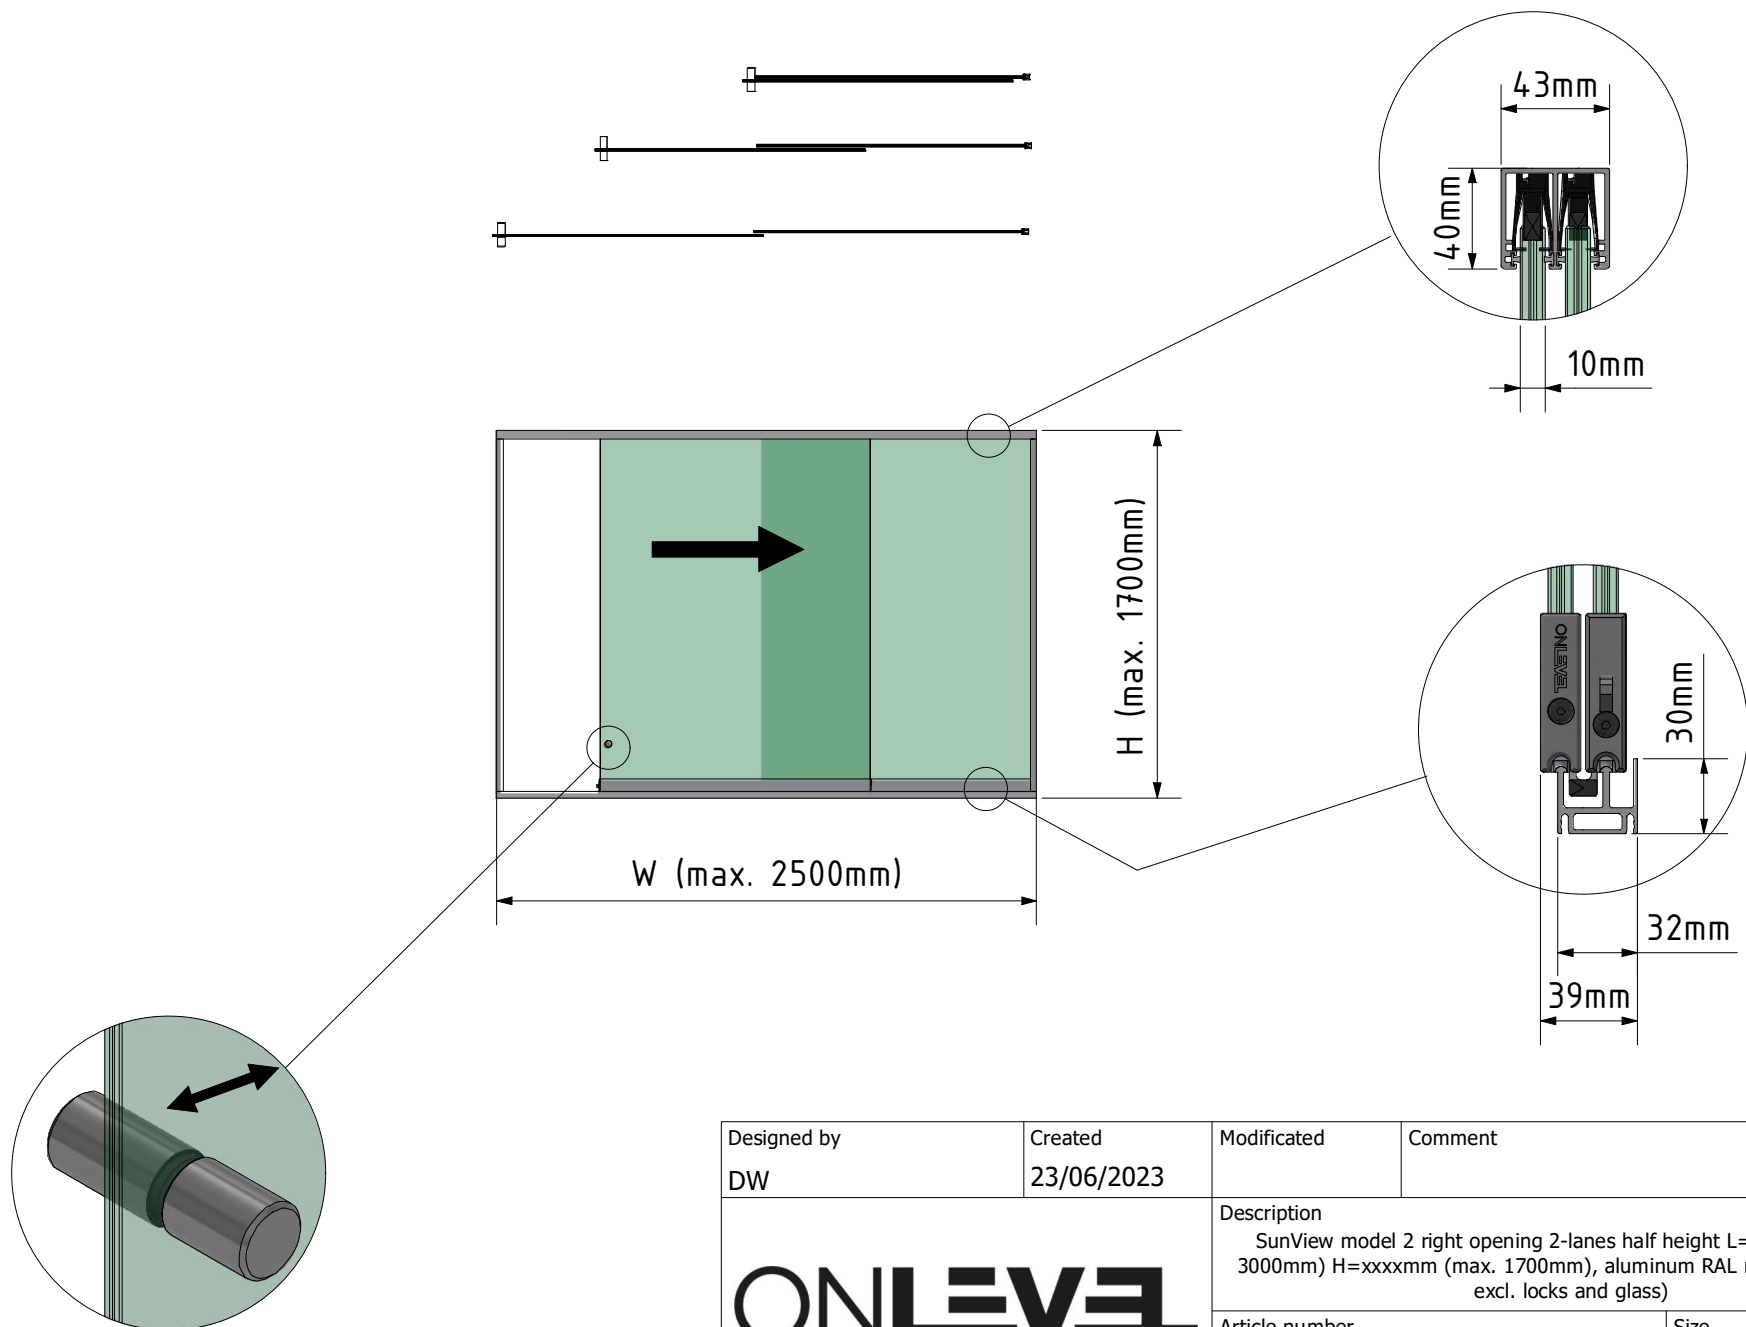 43mm
40mm
10mm
H (max. 1700mm)
W (max. 2500mm)
ONLEVEL
30mm
32mm
39mm
Designed by
Created
Modificated
Comment
DW
23/06/2023
Description
SunView model 2 right opening 2-lanes half height L=
3000mm) H=xxxxmm (max. 1700mm), aluminum RAL
excl. locks and glass)
ONLEVEL
Article number
Size